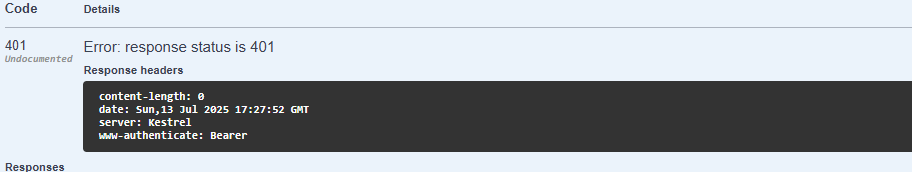 Code Details
401 Error: response status is 401
Undocumented
Response headers
content-length: 0
date: Sun,13 Jul 2025 17:27:52 GMT
server: Kestrel
www-authenticate: Bearer
Responses